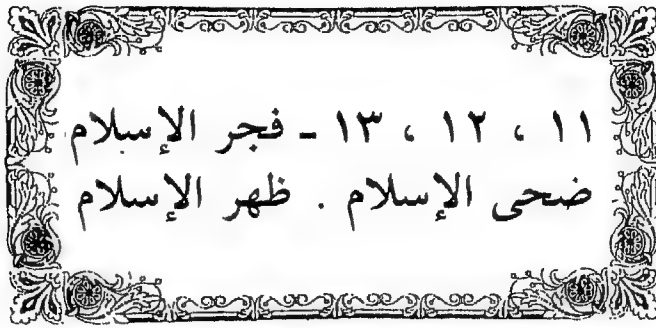 ١١ ، ١٢ ، ١٣ ـ فجر الإسلام
ضحى الإسلام . ظهر الإسلام